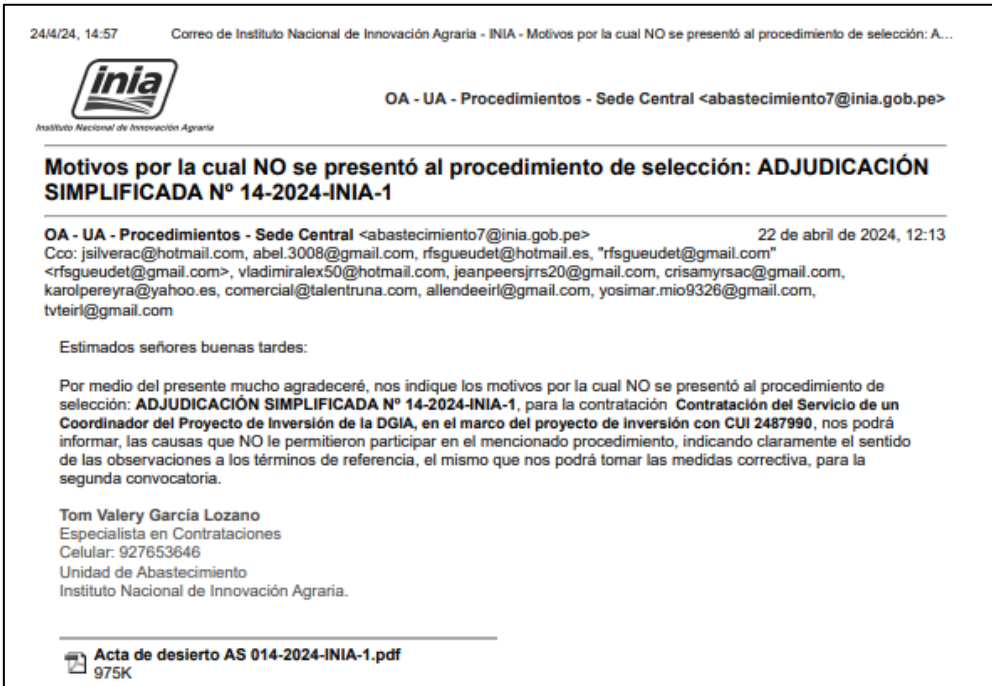 24/4/24, 14:57 Correo de Instituto Nacional de Innovación Agraria - INIA - Motivos por la cual NO se presentó al procedimiento de selección: A...
inia
Instituto Nacional de Innovación Agraria
OA - UA - Procedimientos - Sede Central <abastecimiento7@inia.gob.pe>
Motivos por la cual NO se presentó al procedimiento de selección: ADJUDICACIÓN
SIMPLIFICADA Nº 14-2024-INIA-1
OA - UA - Procedimientos - Sede Central <abastecimiento7@inia.gob.pe> 22 de abril de 2024, 12:13
Cco: jsilverac@hotmail.com, abel.3008@gmail.com, rfsgueudet@hotmail.es, "rfsgueudet@gmail.com"
<rfsgueudet@gmail.com>, vladimiralex50@hotmail.com, jeanpeersjrrs20@gmail.com, crisamyrsac@gmail.com,
karolpereyra@yahoo.es, comercial@talentruna.com, allendeeirl@gmail.com, yosimar.mio9326@gmail.com,
tvteirl@gmail.com
Estimados señores buenas tardes:
Por medio del presente mucho agradeceré, nos indique los motivos por la cual NO se presentó al procedimiento de
selección: ADJUDICACIÓN SIMPLIFICADA Nº 14-2024-INIA-1, para la contratación Contratación del Servicio de un
Coordinador del Proyecto de Inversión de la DGIA, en el marco del proyecto de inversión con CUI 2487990, nos podrá
informar, las causas que NO le permitieron participar en el mencionado procedimiento, indicando claramente el sentido
de las observaciones a los términos de referencia, el mismo que nos podrá tomar las medidas correctiva, para la
segunda convocatoria.
Tom Valery García Lozano
Especialista en Contrataciones
Celular: 927653646
Unidad de Abastecimiento
Instituto Nacional de Innovación Agraria.
Acta de desierto AS 014-2024-INIA-1.pdf
975K